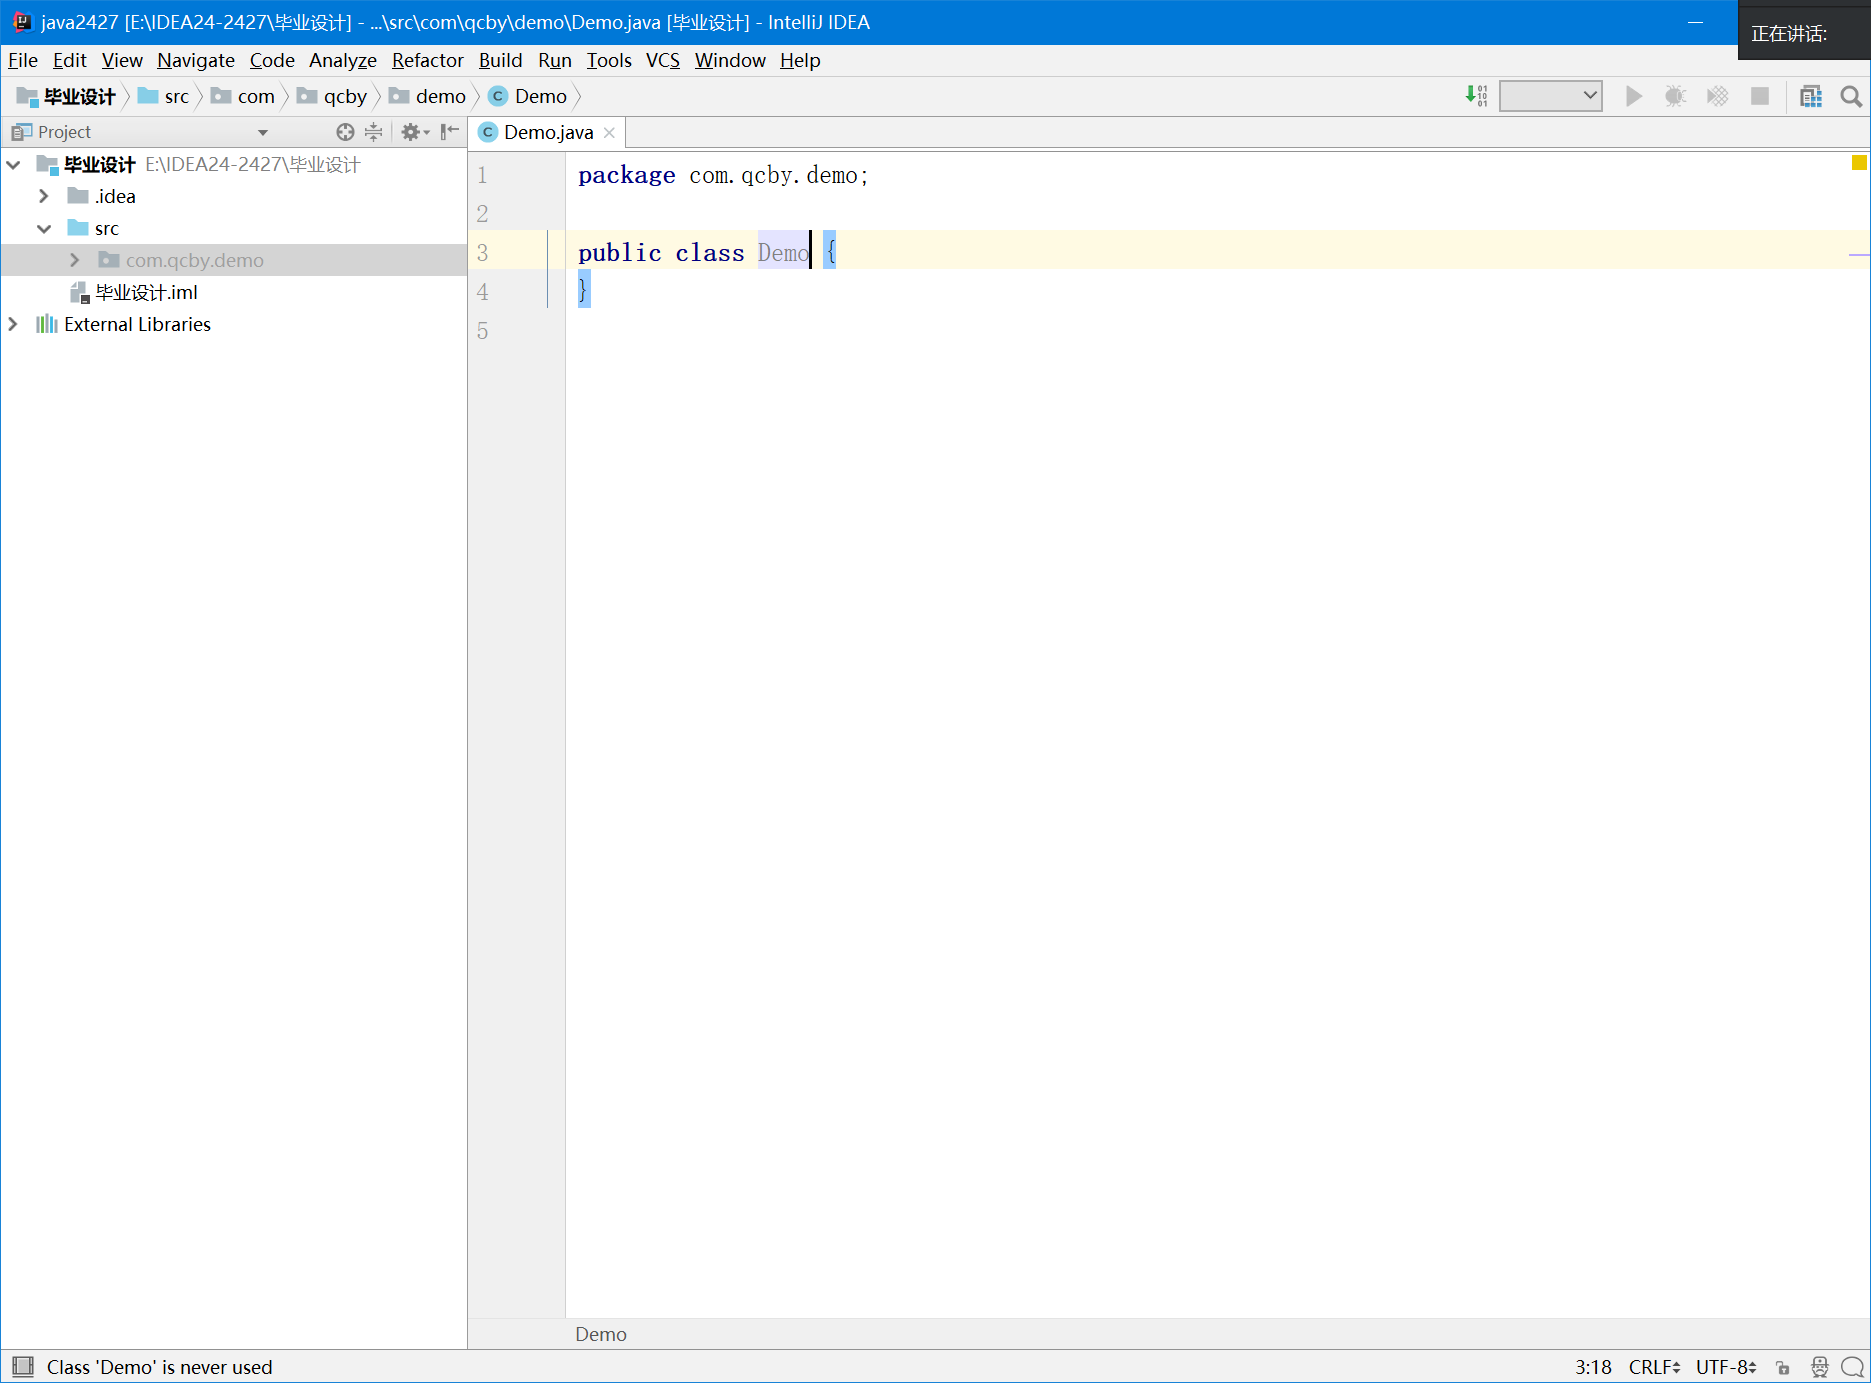 java2427 [E:\IDEA24-2427\毕业设计] - ...\src\com\qcby\demo\Demo.java [毕业设计] - IntelliJ IDEA
正在讲话:
File Edit View Navigate Code Analyze Refactor Build Run Tools VCS Window Help
毕业设计 src com qcby demo Demo
Project
Demo.java
毕业设计 E:\IDEA24-2427\毕业设计
.idea
src
com.qcby.demo
毕业设计.iml
External Libraries
1 package com.qcby.demo;
2
3 public class Demo {
4 }
5
Demo
Class 'Demo' is never used
3:18 CRLF UTF-8